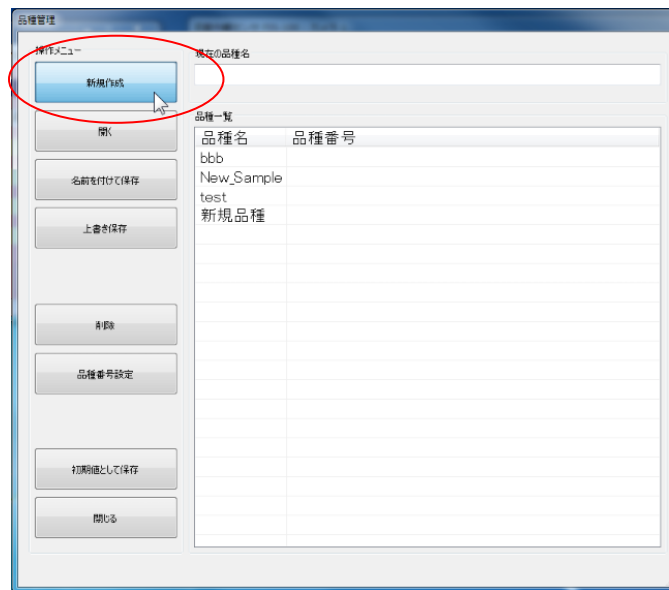 品種管理
操作メニュー
新規作成
開く
名前を付けて保存
上書き保存
削除
品種番号設定
初期値として保存
閉じる
現在の品種名
品種一覧
品種名 品種番号
bbb
New_Sample
test
新規品種